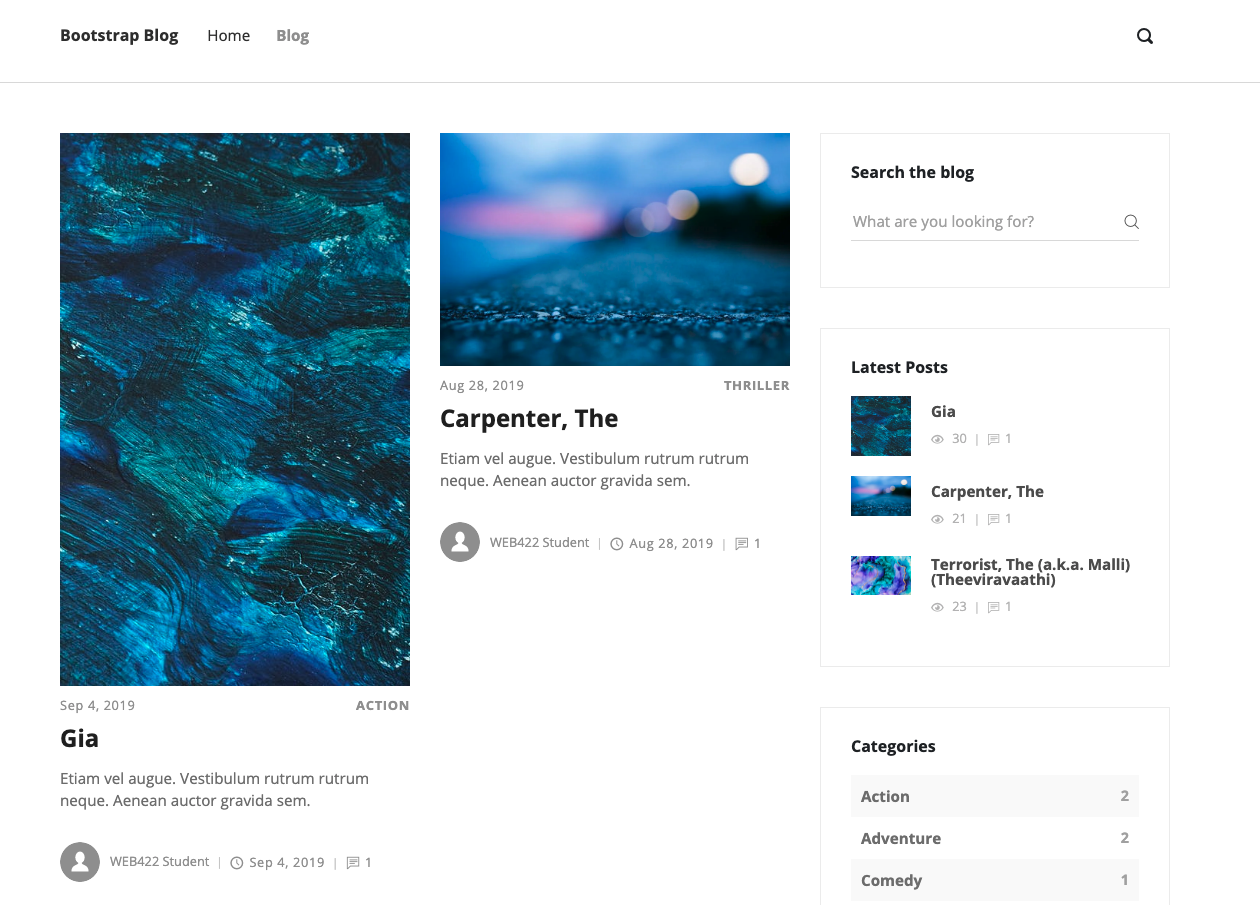 Bootstrap Blog Home Blog
Sep 4, 2019 ACTION
Gia
Etiam vel augue. Vestibulum rutrum rutrum
neque. Aenean auctor gravida sem.
WEB422 Student | Sep 4, 2019 | 1
Aug 28, 2019 THRILLER
Carpenter, The
Etiam vel augue. Vestibulum rutrum rutrum
neque. Aenean auctor gravida sem.
WEB422 Student | Aug 28, 2019 | 1
Search the blog
What are you looking for?
Latest Posts
Gia
30 | 1
Carpenter, The
21 | 1
Terrorist, The (a.k.a. Malli)
(Theeviravaathi)
23 | 1
Categories
Action 2
Adventure 2
Comedy 1